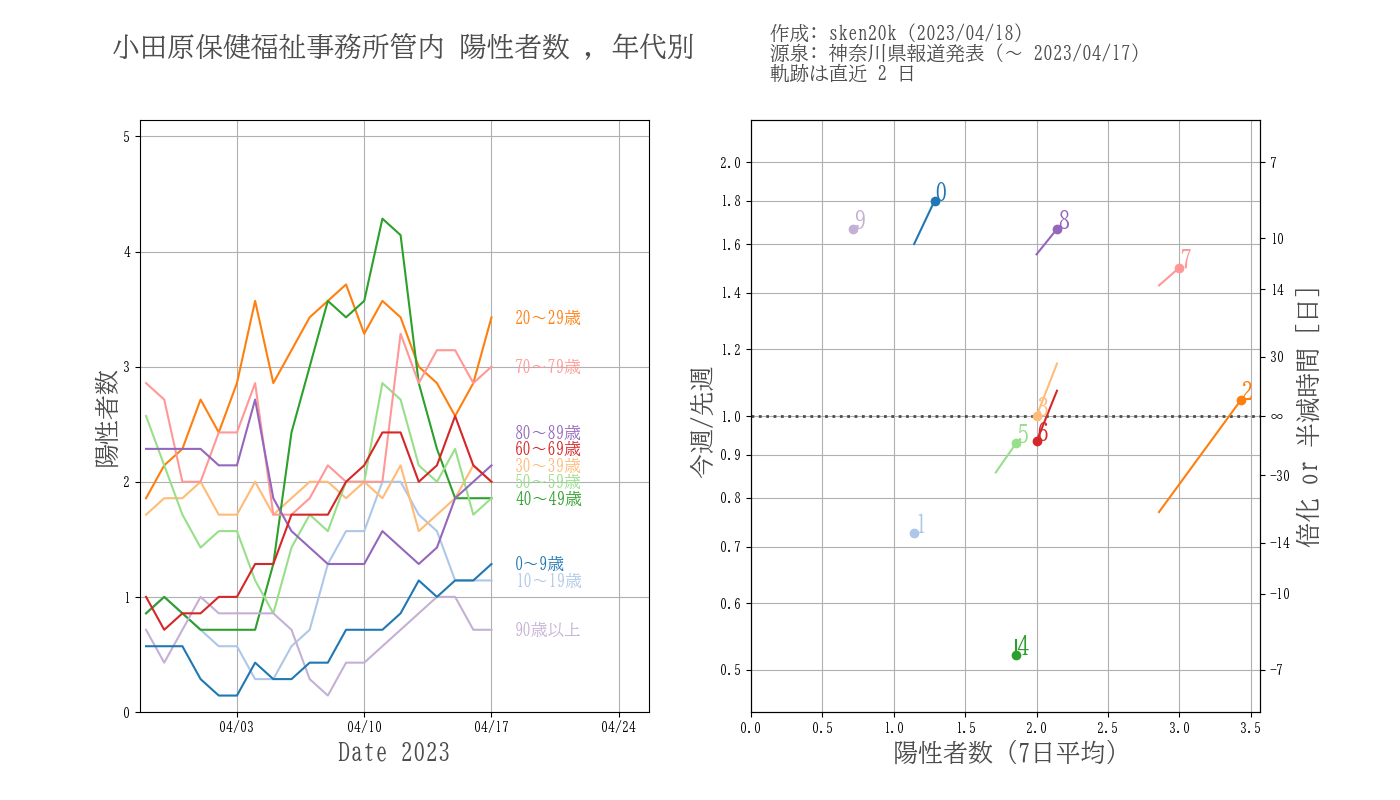 小田原保健福祉事務所管内 陽性者数 , 年代別
作成: sken20k (2023/04/18)
源泉: 神奈川県報道発表 (〜 2023/04/17)
軌跡は直近 2 日
5
4
3
2
1
0
陽性者数
20〜29歳
70〜79歳
80〜89歳
60〜69歳
30〜39歳
50〜59歳
40〜49歳
0〜9歳
10〜19歳
90歳以上
04/03
04/10
04/17
04/24
Date 2023
2.0
1.8
1.6
1.4
1.2
1.0
0.9
0.8
0.7
0.6
0.5
今週/先週
0
9
8
7
2
3
6
5
1
4
7
10
14
30
∞
−30
−14
−10
−7
倍化 or 半減時間 [日]
0.0
0.5
1.0
1.5
2.0
2.5
3.0
3.5
陽性者数 (7日平均)